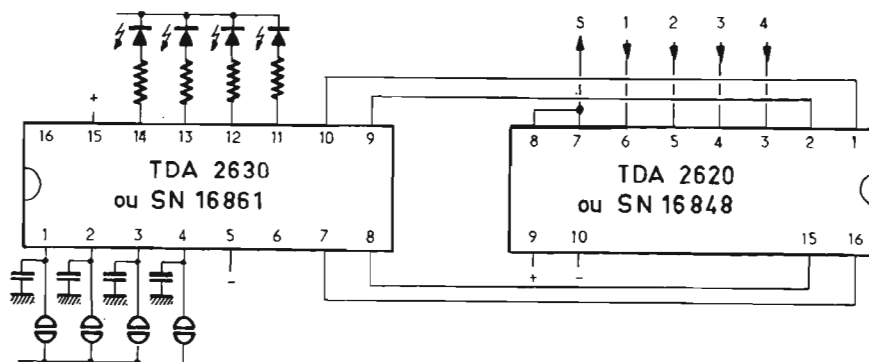 S 1 2 3 4
+
16 15 14 13 12 11 10 9
8 7 6 5 4 3 2 1
TDA 2630
ou SN 16861
TDA 2620
ou SN 16848
1 2 3 4 5 6 7 8
9 10 15 16
-
+ -